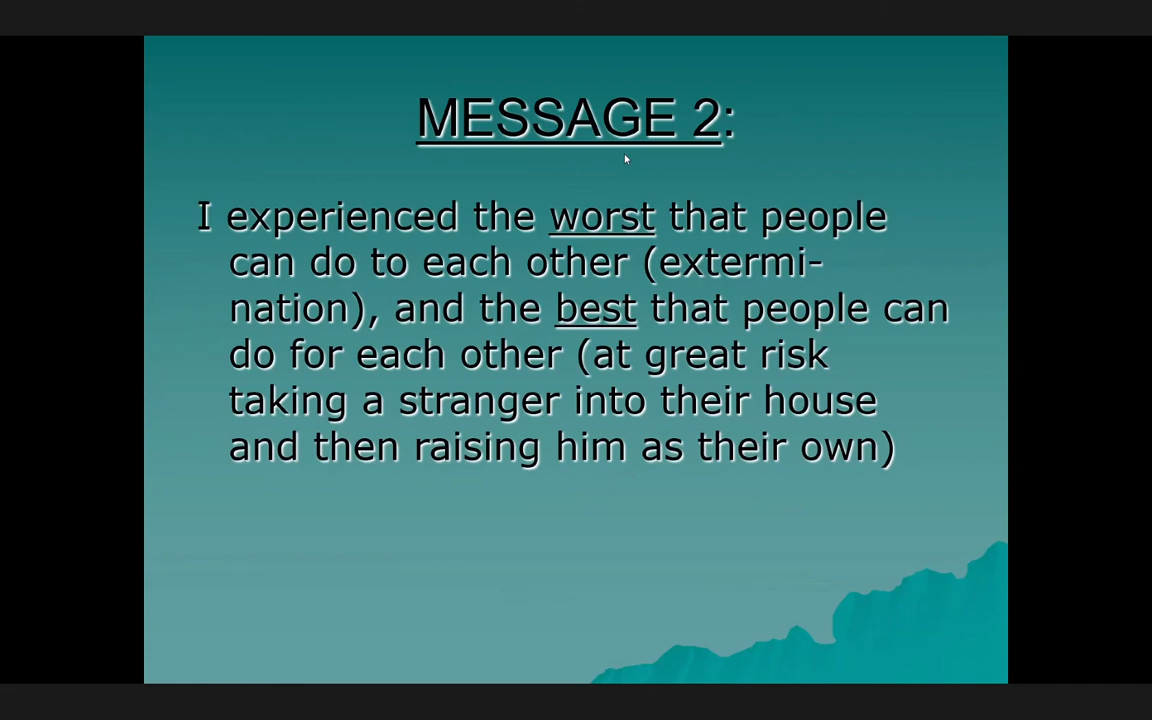 MESSAGE 2:
I experienced the worst that people
can do to each other (extermi-
nation), and the best that people can
do for each other (at great risk
taking a stranger into their house
and then raising him as their own)